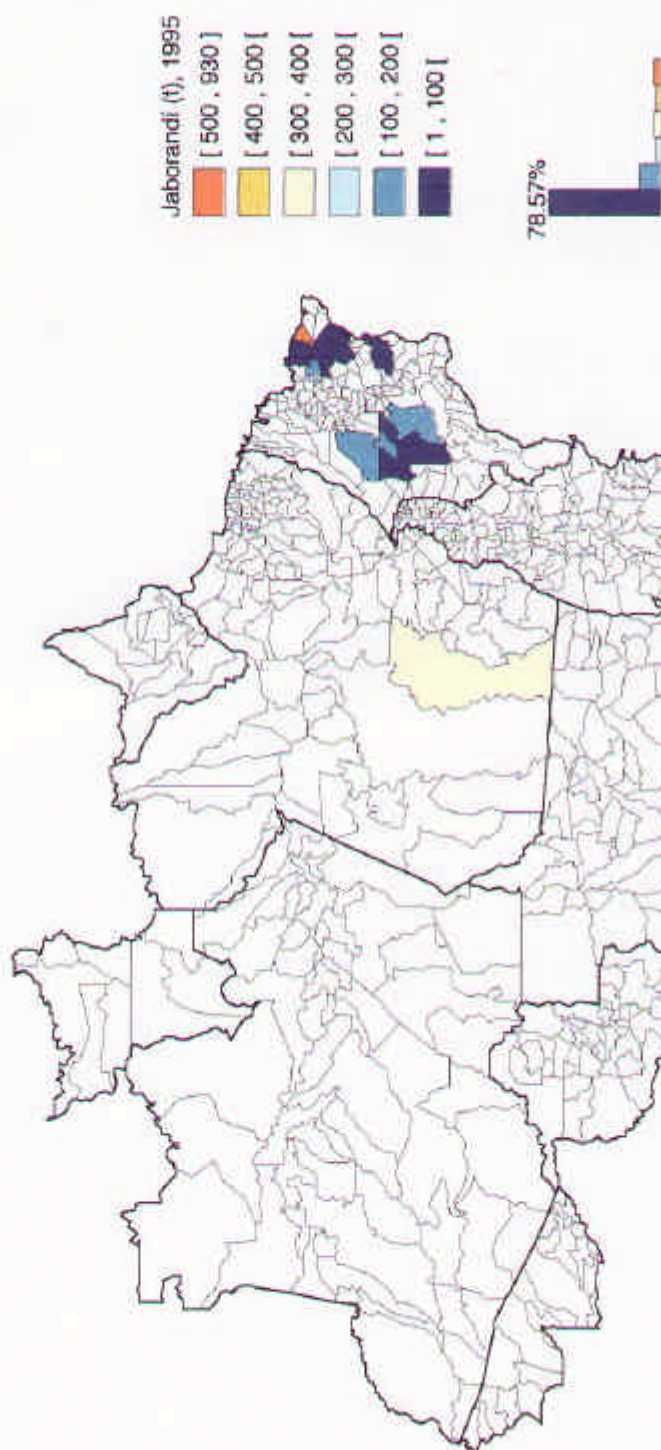 Jaborandi (t), 1995
[ 500 , 930 [
[ 400 , 500 [
[ 300 , 400 [
[ 200 , 300 [
[ 100 , 200 [
[ 1 , 100 [
78.57%